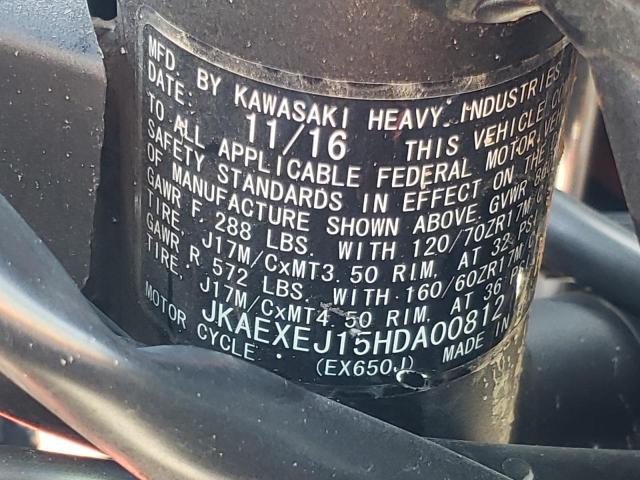 MFD. BY KAWASAKI HEAVY INDUSTRIES
DATE: 11/16 THIS VEHICLE
TO ALL APPLICABLE FEDERAL MOTOR
SAFETY STANDARDS IN EFFECT ON THE
OF MANUFACTURE SHOWN ABOVE. GVWR
GAWR F. 288 LBS. WITH 120/70ZR17M/C
TIRE, J17M/CxMT3.50 RIM, AT 32
GAWR R. 572 LBS. WITH 160/60ZR17M/
TIRE, J17M/CxMT4.50 RIM, AT 36
JKAEXEJ15HDA00812
MOTOR CYCLE (EX650J) MADE IN